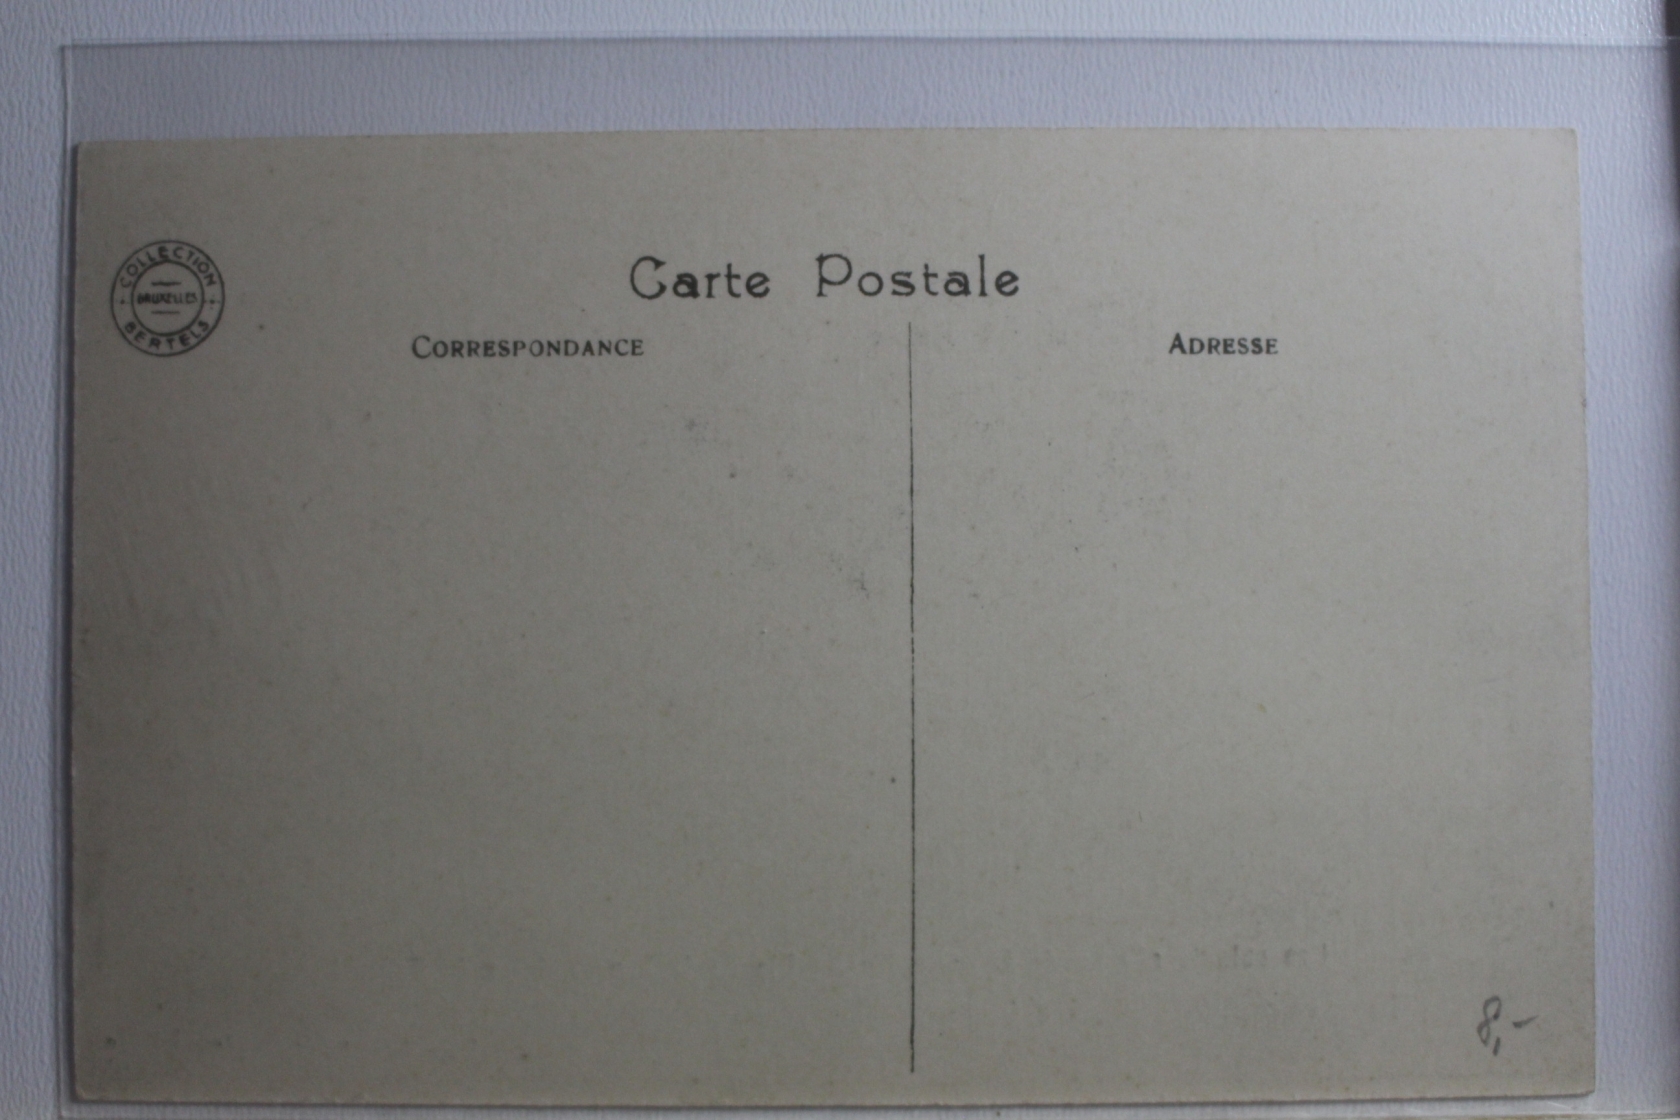 COLLECTION
BRUXELLES
BERTELS
Carte Postale
CORRESPONDANCE
ADRESSE
8,-